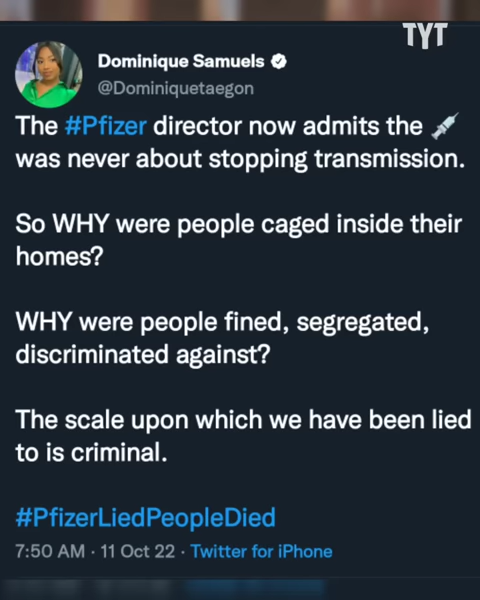 TYT
Dominique Samuels
@Dominiquetaegon
The #Pfizer director now admits the 💉
was never about stopping transmission.
So WHY were people caged inside their
homes?
WHY were people fined, segregated,
discriminated against?
The scale upon which we have been lied
to is criminal.
#PfizerLiedPeopleDied
7:50 AM · 11 Oct 22 · Twitter for iPhone